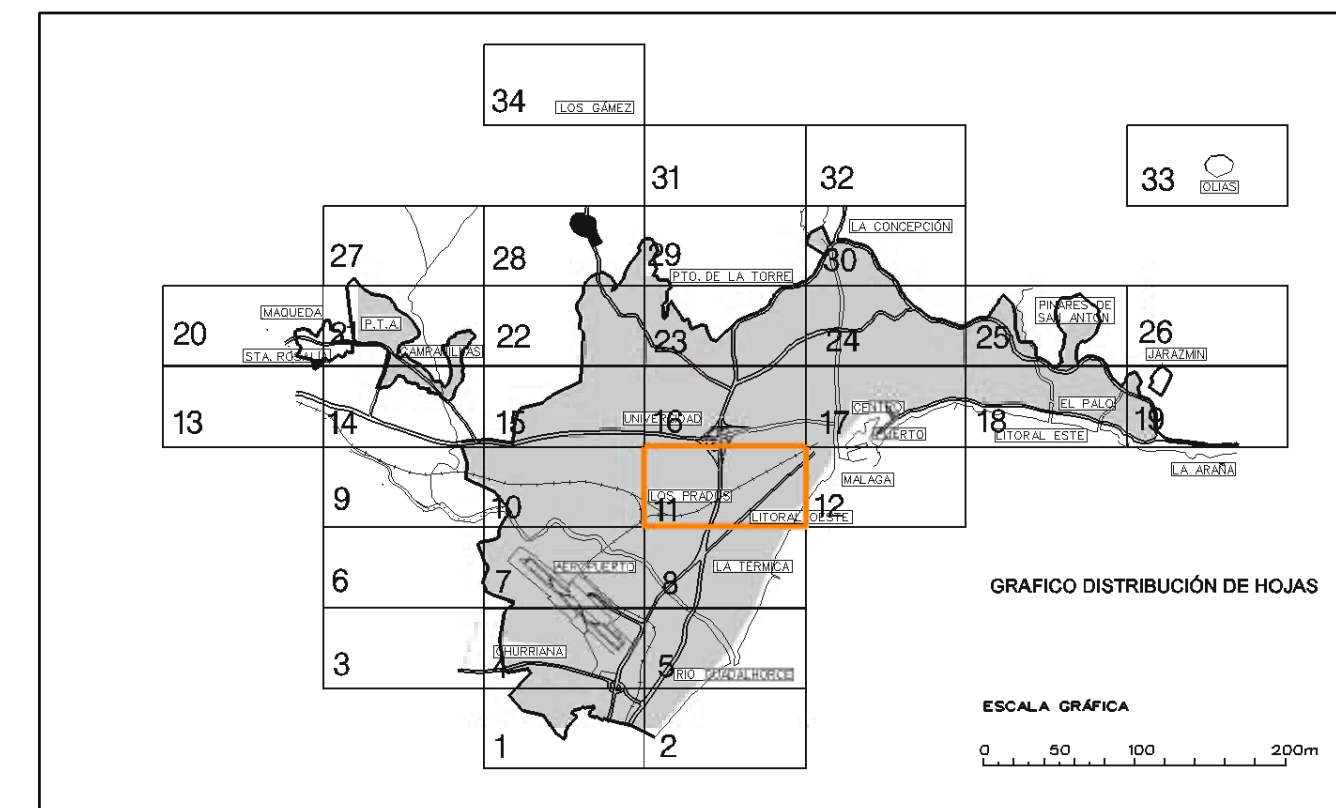 34 LOS GÁMEZ
31 32 33 OLIAS
LA CONCEPCIÓN
27 28 29 30
PTO. DE LA TORRE
MAQUEDA P.T.A. PINARES DE
SAN ANTÓN
20 21 22 23 24 25 26
STA. ROSALÍA CAMPANILLAS JARAZMIN
CENTRO EL PALO
13 14 15 UNIVERSIDAD 16 17 18 19
PUERTO LITORAL ESTE
LA ARAÑA
MALAGA
9 10 LOS PRADOS 11 12
LITORAL OESTE
6 7 AEROPUERTO 8 LA TÉRMICA
GRAFICO DISTRIBUCIÓN DE HOJAS
CHURRIANA
3 5 RIO GUADALHORCE
ESCALA GRÁFICA
1 2
0 50 100 200m